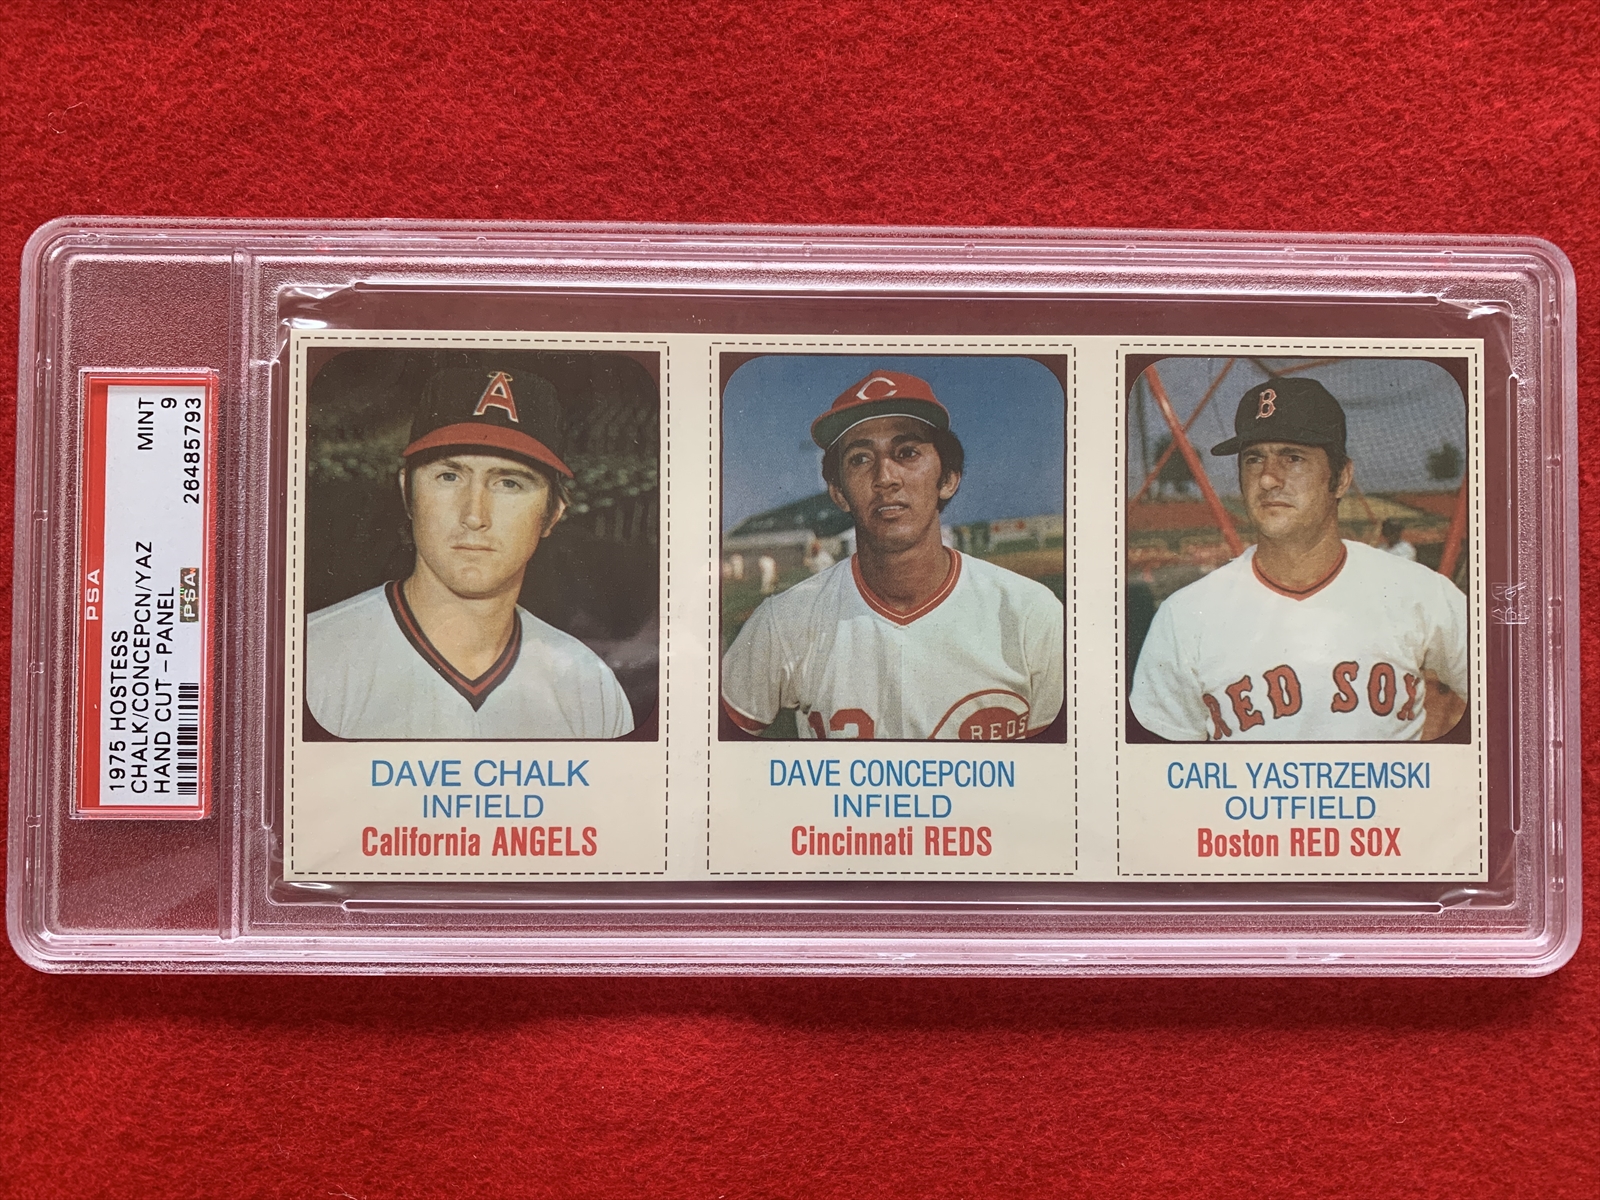 PSA
1975 HOSTESS
CHALK/CONCEPCN/YAZ
HAND CUT-PANEL
MINT
9
26485793
PSA
A
DAVE CHALK
INFIELD
California ANGELS
C
13
REDS
DAVE CONCEPCION
INFIELD
Cincinnati REDS
B
RED SOX
CARL YASTRZEMSKI
OUTFIELD
Boston RED SOX